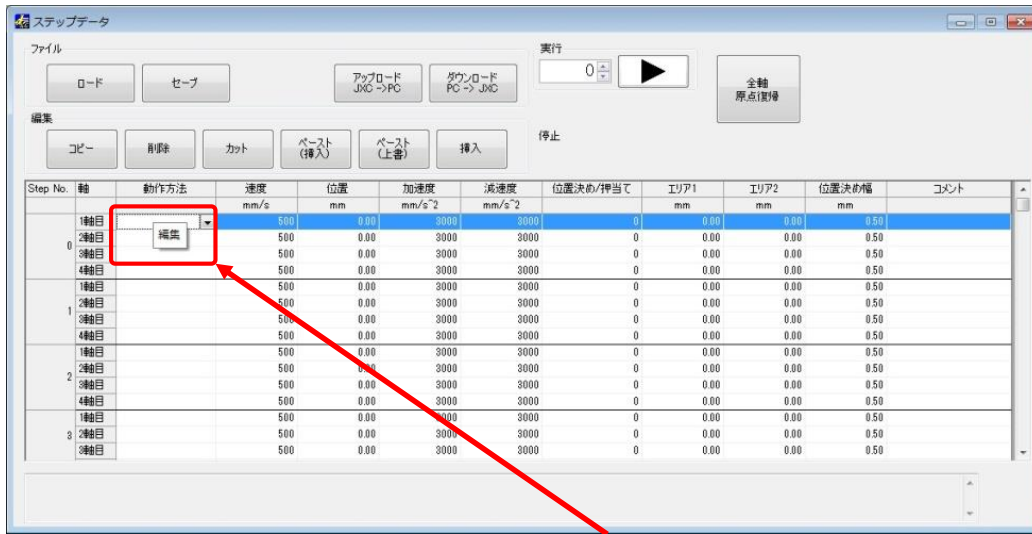 ステップデータ
ファイル
実行
ロード セーブ アップロード JXC ->PC ダウンロード PC -> JXC 0 全軸 原点復帰
編集
コピー 削除 カット ペースト (挿入) ペースト (上書) 挿入 停止
Step No. 軸 動作方法 速度 位置 加速度 減速度 位置決め/押当て エリア1 エリア2 位置決め幅 コメント
mm/s mm mm/s^2 mm/s^2 mm mm mm
0 1軸目 500 0.00 3000 3000 0 0.00 0.00 0.50
編集
2軸目 500 0.00 3000 3000 0 0.00 0.00 0.50
3軸目 500 0.00 3000 3000 0 0.00 0.00 0.50
4軸目 500 0.00 3000 3000 0 0.00 0.00 0.50
1 1軸目 500 0.00 3000 3000 0 0.00 0.00 0.50
2軸目 500 0.00 3000 3000 0 0.00 0.00 0.50
3軸目 500 0.00 3000 3000 0 0.00 0.00 0.50
4軸目 500 0.00 3000 3000 0 0.00 0.00 0.50
2 1軸目 500 0.00 3000 3000 0 0.00 0.00 0.50
2軸目 500 0.00 3000 3000 0 0.00 0.00 0.50
3軸目 500 0.00 3000 3000 0 0.00 0.00 0.50
4軸目 500 0.00 3000 3000 0 0.00 0.00 0.50
3 1軸目 500 0.00 3000 3000 0 0.00 0.00 0.50
2軸目 500 0.00 3000 3000 0 0.00 0.00 0.50
3軸目 500 0.00 3000 3000 0 0.00 0.00 0.50